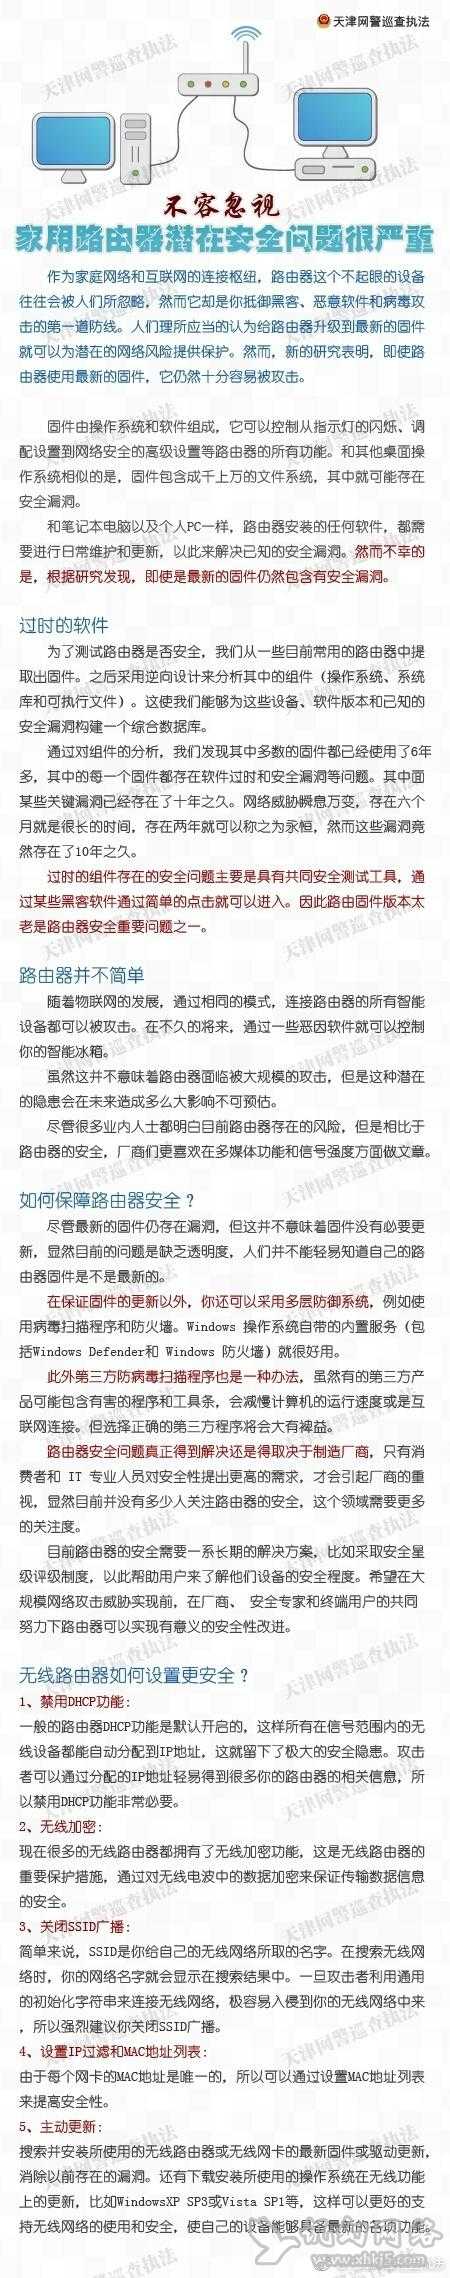 天津网警巡查执法
不容忽视
家用路由器潜在安全问题很严重
作为家庭网络和互联网的连接枢纽，路由器这个不起眼的设备
往往会被人们所忽略，然而它却是你抵御黑客、恶意软件和病毒攻
击的第一道防线。人们理所应当的认为给路由器升级到最新的固件
就可以为潜在的网络风险提供保护。然而，新的研究表明，即使路
由器使用最新的固件，它仍然十分容易被攻击。
固件由操作系统和软件组成，它可以控制从指示灯的闪烁、调
配设置到网络安全的高级设置等路由器的所有功能。和其他桌面操
作系统相似的是，固件包含成千上万的文件系统，其中就可能存在
安全漏洞。
和笔记本电脑以及个人PC一样，路由器安装的任何软件，都需
要进行日常维护和更新，以此来解决已知的安全漏洞。然而不幸的
是，根据研究发现，即使是最新的固件仍然包含有安全漏洞。
过时的软件
为了测试路由器是否安全，我们从一些目前常用的路由器中提
取出固件。之后采用逆向设计来分析其中的组件（操作系统、系统
库和可执行文件）。这使我们能够为这些设备、软件版本和已知的
安全漏洞构建一个综合数据库。
通过对组件的分析，我们发现其中多数的固件都已经使用了6年
多，其中的每一个固件都存在软件过时和安全漏洞等问题。其中面
某些关键漏洞已经存在了十年之久。网络威胁瞬息万变，存在六个
月就是很长的时间，存在两年就可以称之为永恒，然而这些漏洞竟
然存在了10年之久。
过时的组件存在的安全问题主要是具有共同安全测试工具，通
过某些黑客软件通过简单的点击就可以进入。因此路由固件版本太
老是路由器安全重要问题之一。
路由器并不简单
随着物联网的发展，通过相同的模式，连接路由器的所有智能
设备都可以被攻击。在不久的将来，通过一些恶因软件就可以控制
你的智能冰箱。
虽然这并不意味着路由器面临被大规模的攻击，但是这种潜在
的隐患会在未来造成多么大影响不可预估。
尽管很多业内人士都明白目前路由器存在的风险，但是相比于
路由器的安全，厂商们更喜欢在多媒体功能和信号强度方面做文章。
如何保障路由器安全？
尽管最新的固件仍存在漏洞，但这并不意味着固件没有必要更
新，显然目前的问题是缺乏透明度，人们并不能轻易知道自己的路
由器固件是不是最新的。
在保证固件的更新以外，你还可以采用多层防御系统，例如使
用病毒扫描程序和防火墙。Windows 操作系统自带的内置服务（包
括Windows Defender和 Windows 防火墙）就很好用。
此外第三方防病毒扫描程序也是一种办法，虽然有的第三方产
品可能包含有害的程序和工具条，会减慢计算机的运行速度或是互
联网连接。但选择正确的第三方程序将会大有裨益。
路由器安全问题真正得到解决还是得取决于制造厂商，只有消
费者和 IT 专业人员对安全性提出更高的需求，才会引起厂商的重
视，显然目前并没有多少人关注路由器的安全，这个领域需要更多
的关注度。
目前路由器的安全需要一系长期的解决方案，比如采取安全星
级评级制度，以此帮助用户来了解他们设备的安全程度。希望在大
规模网络攻击威胁实现前，在厂商、 安全专家和终端用户的共同
努力下路由器可以实现有意义的安全性改进。
无线路由器如何设置更安全？
1、禁用DHCP功能：
一般的路由器DHCP功能是默认开启的，这样所有在信号范围内的无
线设备都能自动分配到IP地址，这就留下了极大的安全隐患。攻击
者可以通过分配的IP地址轻易得到很多你的路由器的相关信息，所
以禁用DHCP功能非常必要。
2、无线加密：
现在很多的无线路由器都拥有了无线加密功能，这是无线路由器的
重要保护措施，通过对无线电波中的数据加密来保证传输数据信息
的安全。
3、关闭SSID广播：
简单来说，SSID是你给自己的无线网络所取的名字。在搜索无线网
络时，你的网络名字就会显示在搜索结果中。一旦攻击者利用通用
的初始化字符串来连接无线网络，极容易入侵到你的无线网络中来
，所以强烈建议你关闭SSID广播。
4、设置IP过滤和MAC地址列表：
由于每个网卡的MAC地址是唯一的，所以可以通过设置MAC地址列表
来提高安全性。
5、主动更新：
搜索并安装所使用的无线路由器或无线网卡的最新固件或驱动更新，
消除以前存在的漏洞。还有下载安装所使用的操作系统在无线功能
上的更新，比如WindowsXP SP3或Vista SP1等，这样可以更好的支
持无线网络的使用和安全，使自己的设备能够具备最新的各项功能。
www.xhkj5.com